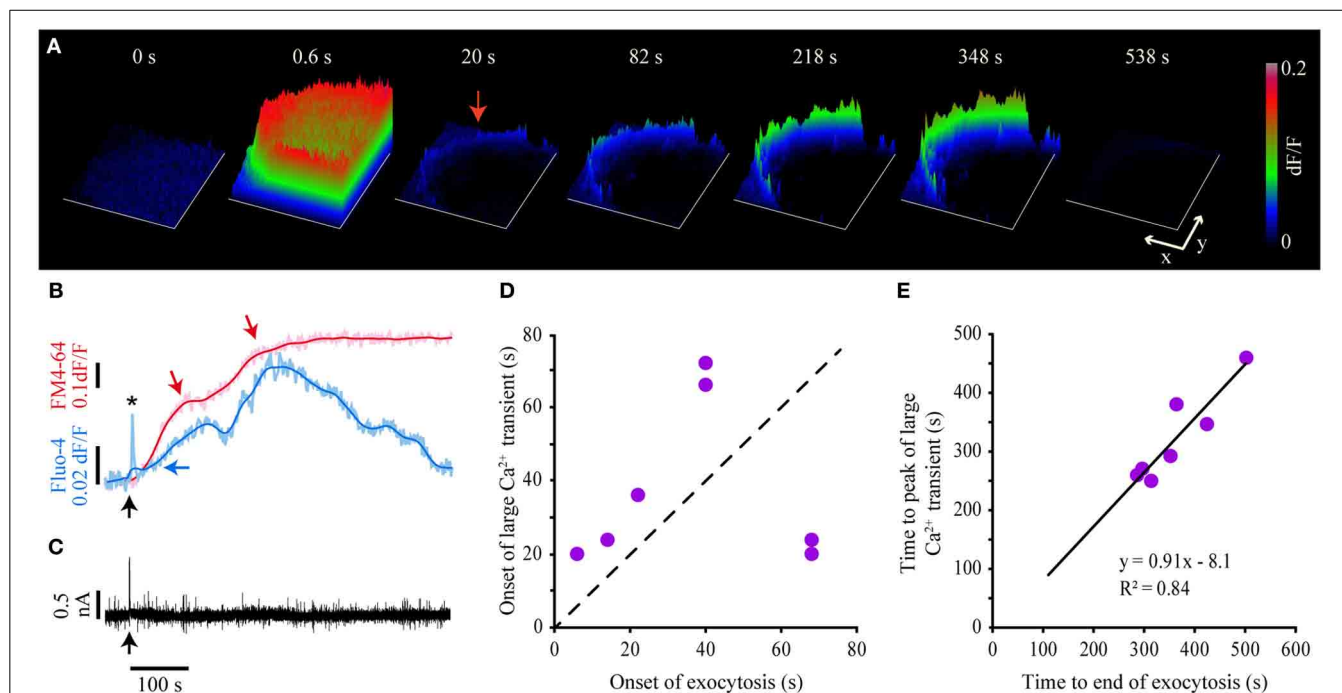 A
0 s 0.6 s 20 s 82 s 218 s 348 s 538 s
0.2
dF/F
0
x y
B
FM4-64
0.1dF/F
*
Fluo-4
0.02 dF/F
C
0.5
nA
100 s
D
Onset of large Ca²⁺ transient (s)
80
60
40
20
0
0 20 40 60 80
Onset of exocytosis (s)
E
Time to peak of large
Ca²⁺ transient (s)
500
400
300
200
100
0
y = 0.91x - 8.1
R² = 0.84
0 100 200 300 400 500 600
Time to end of exocytosis (s)